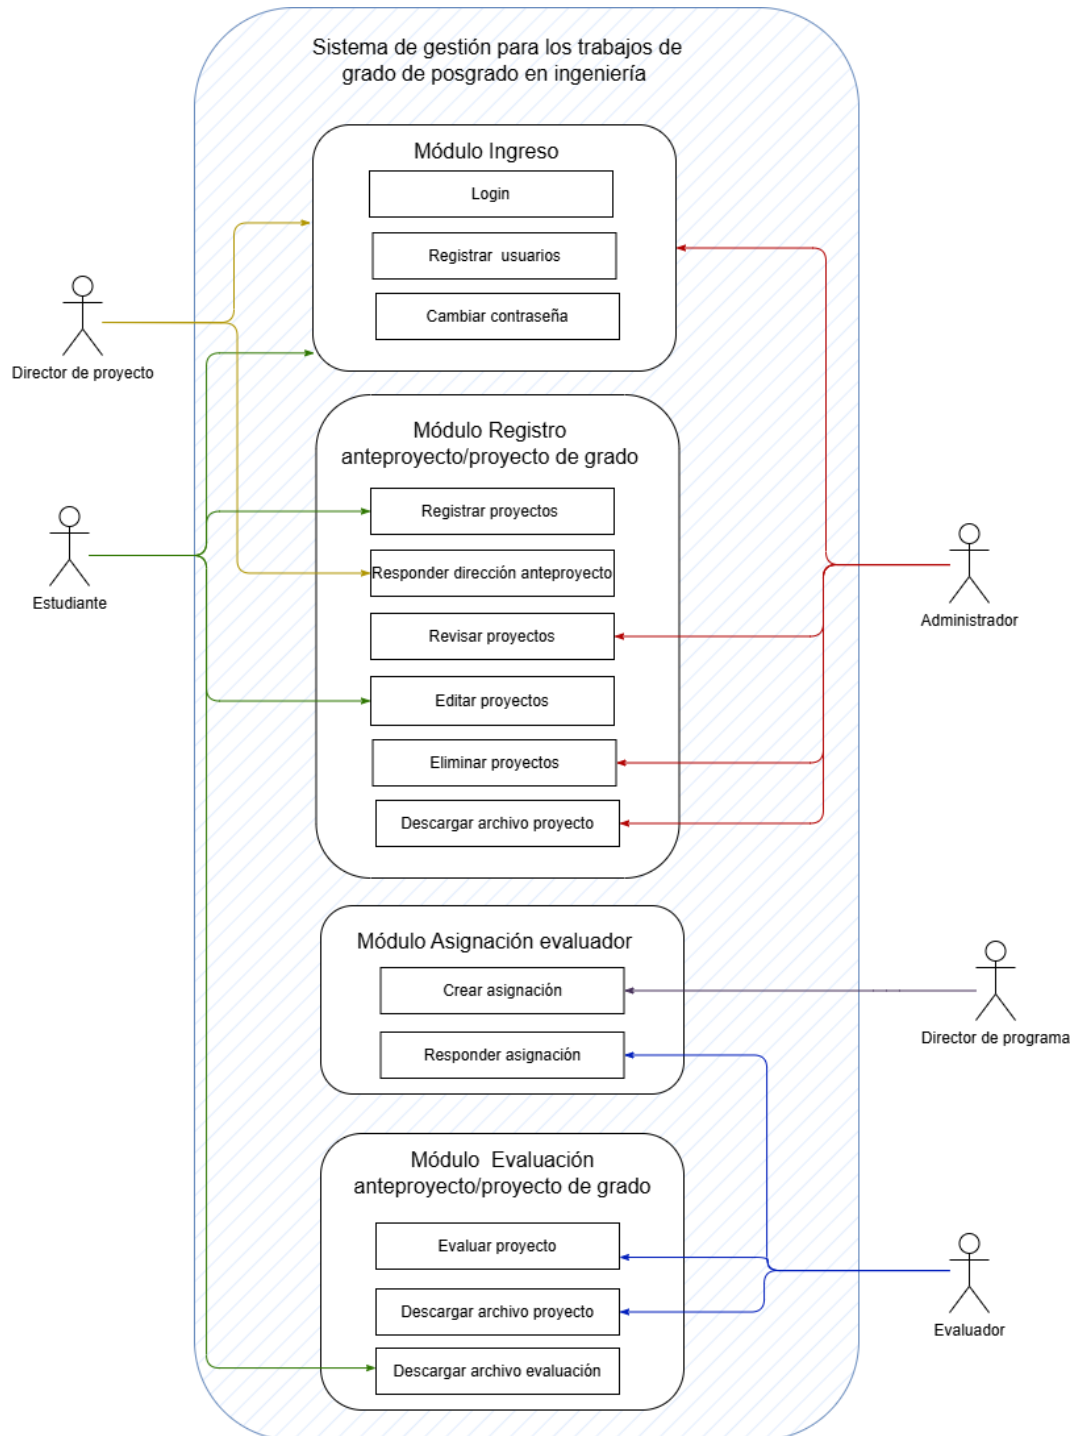 Sistema de gestión para los trabajos de
grado de posgrado en ingeniería
Módulo Ingreso
Login
Registrar usuarios
Cambiar contraseña
Director de proyecto
Módulo Registro
anteproyecto/proyecto de grado
Registrar proyectos
Responder dirección anteproyecto
Revisar proyectos
Editar proyectos
Eliminar proyectos
Descargar archivo proyecto
Estudiante
Administrador
Módulo Asignación evaluador
Crear asignación
Responder asignación
Director de programa
Módulo Evaluación
anteproyecto/proyecto de grado
Evaluar proyecto
Descargar archivo proyecto
Descargar archivo evaluación
Evaluador